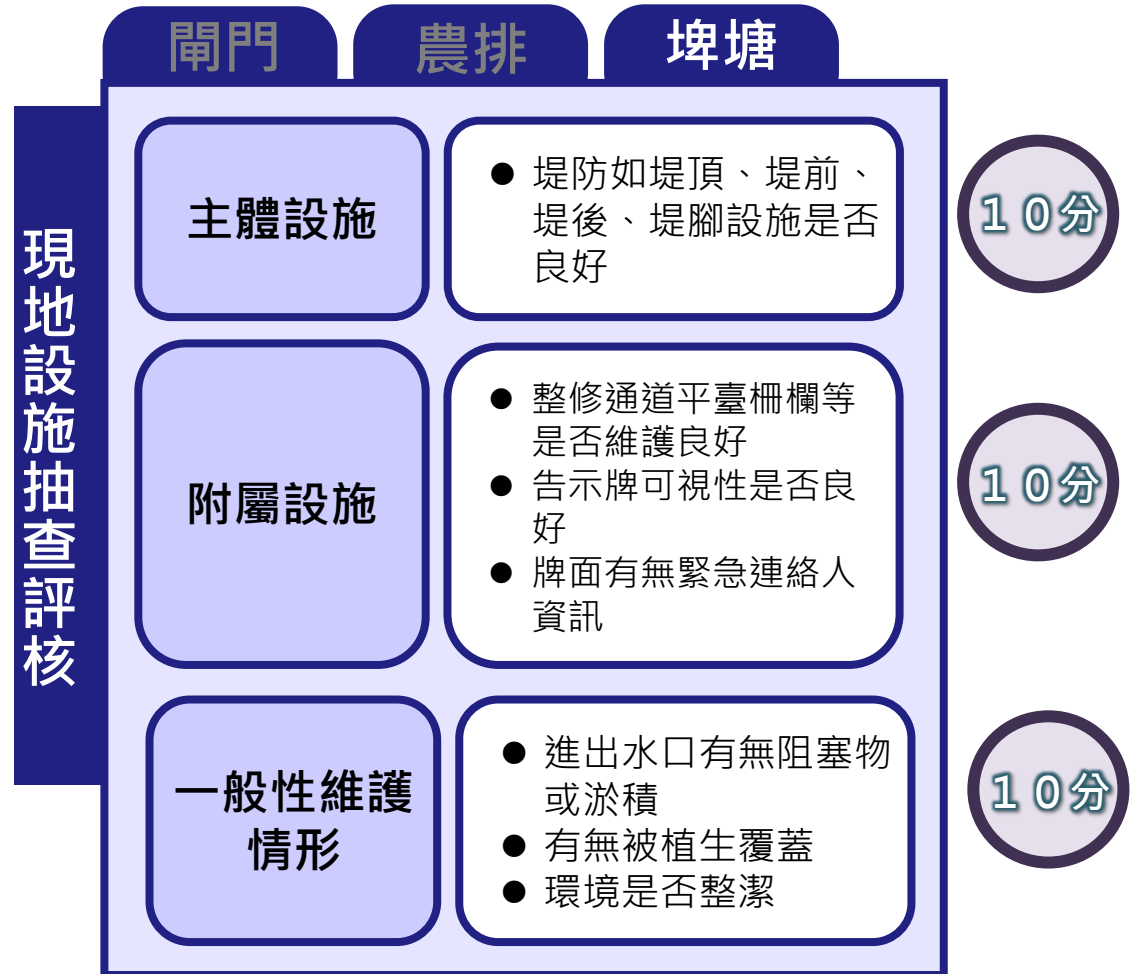 閘門
農排
埤塘
現地設施抽查評核
主體設施
● 堤防如堤頂、堤前、
堤後、堤腳設施是否
良好
10分
附屬設施
● 整修通道平臺柵欄等
是否維護良好
● 告示牌可視性是否良
好
● 牌面有無緊急連絡人
資訊
10分
一般性維護
情形
● 進出水口有無阻塞物
或淤積
● 有無被植生覆蓋
● 環境是否整潔
10分